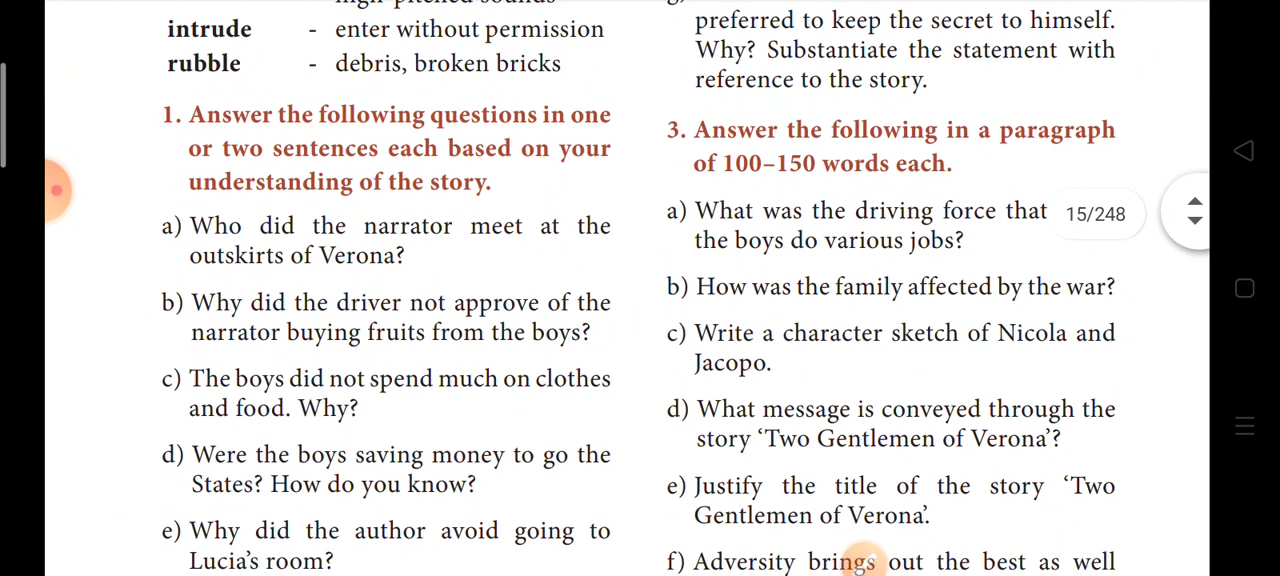 intrude - enter without permission
rubble - debris, broken bricks
1. Answer the following questions in one
or two sentences each based on your
understanding of the story.
a) Who did the narrator meet at the
outskirts of Verona?
b) Why did the driver not approve of the
narrator buying fruits from the boys?
c) The boys did not spend much on clothes
and food. Why?
d) Were the boys saving money to go the
States? How do you know?
e) Why did the author avoid going to
Lucia's room?
preferred to keep the secret to himself.
Why? Substantiate the statement with
reference to the story.
3. Answer the following in a paragraph
of 100–150 words each.
a) What was the driving force that
the boys do various jobs?
b) How was the family affected by the war?
c) Write a character sketch of Nicola and
Jacopo.
d) What message is conveyed through the
story ‘Two Gentlemen of Verona’?
e) Justify the title of the story ‘Two
Gentlemen of Verona’.
f) Adversity brings out the best as well
15/248